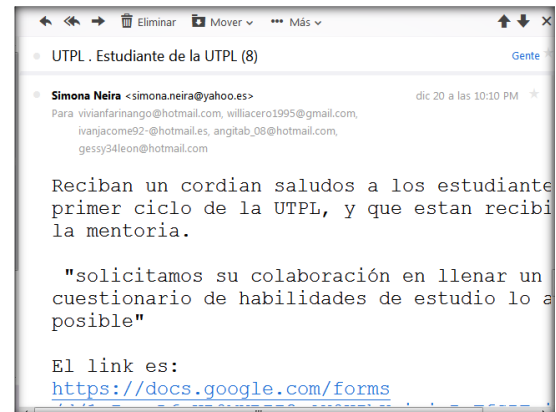 Eliminar Mover Más
UTPL . Estudiante de la UTPL (8) Gente
Simona Neira <simona.neira@yahoo.es> dic 20 a las 10:10 PM
Para vivianfarinango@hotmail.com, williacero1995@gmail.com,
ivanjacome92-@hotmail.es, angitab_08@hotmail.com,
gessy34leon@hotmail.com
Reciban un cordian saludos a los estudiante
primer ciclo de la UTPL, y que estan recibi
la mentoria.
"solicitamos su colaboración en llenar un
cuestionario de habilidades de estudio lo a
posible"
El link es:
https://docs.google.com/forms